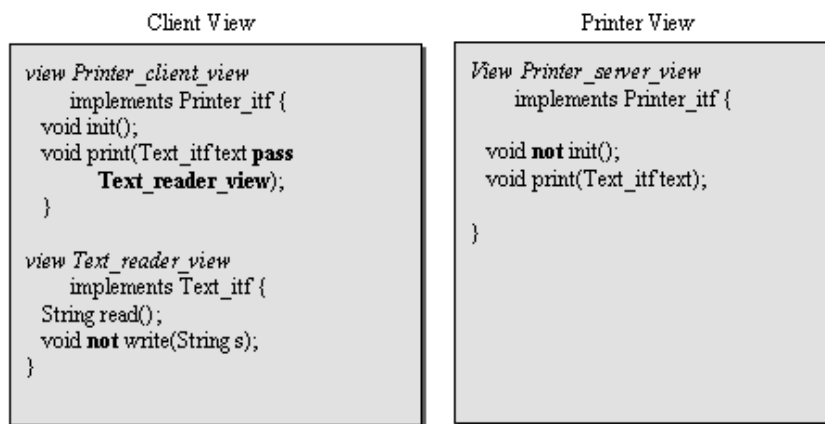 Client View
view Printer_client_view
implements Printer_itf {
void init();
void print(Text_itf text pass
Text_reader_view);
}
view Text_reader_view
implements Text_itf {
String read();
void not write(String s);
}
Printer View
View Printer_server_view
implements Printer_itf {
void not init();
void print(Text_itf text);
}